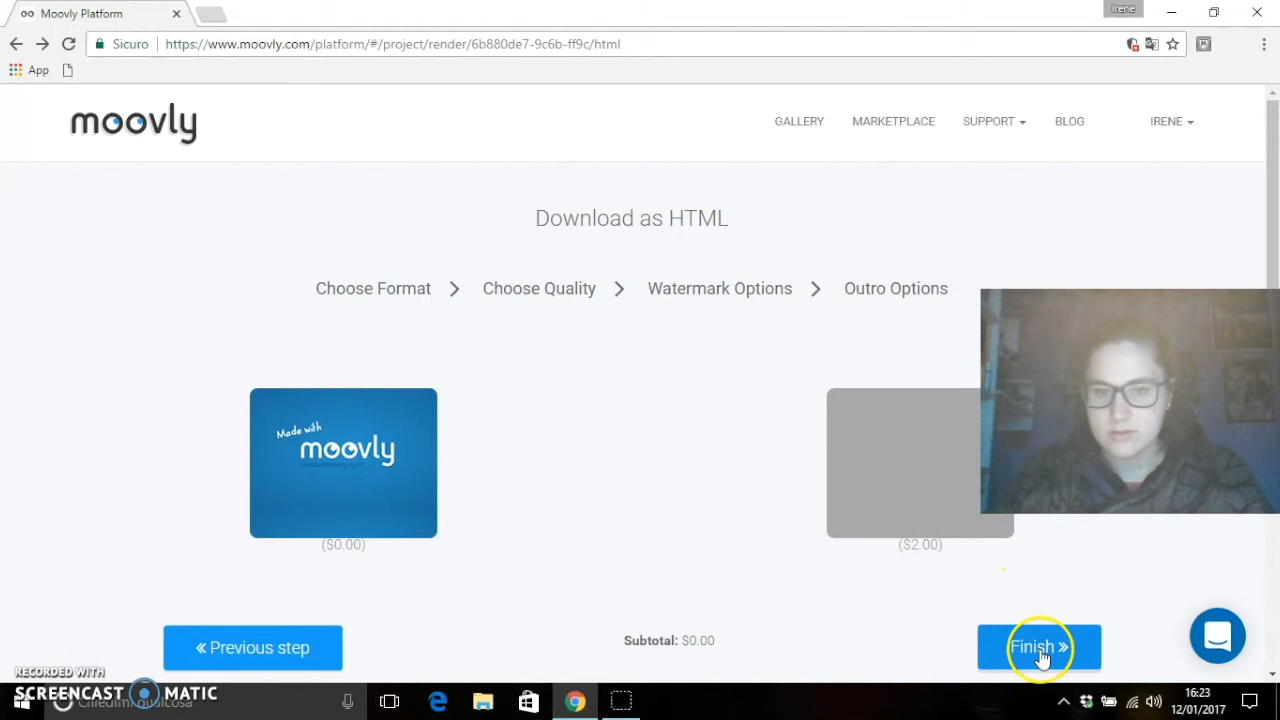 Moovly Platform
Irene
Sicuro
https://www.moovly.com/platform/#/project/render/6b880de7-9c6b-ff9c/html
App
moovly
GALLERY
MARKETPLACE
SUPPORT
BLOG
IRENE
Download as HTML
Choose Format
Choose Quality
Watermark Options
Outro Options
Made with
moovly
($0.00)
($2.00)
« Previous step
Subtotal: $0.00
Finish »
RECORDED WITH
SCREENCAST MATIC
Chiedimi qualcosa
16:23
12/01/2017